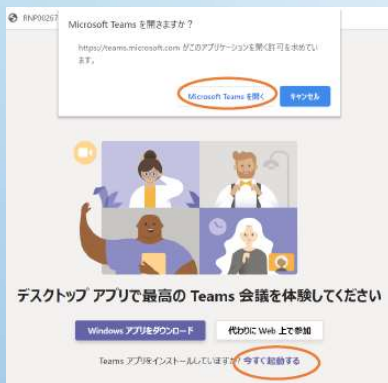 RNP00267
Microsoft Teams を開きますか？
https://teams.microsoft.com がこのアプリケーションを開く許可を求めてい
ます。
Microsoft Teams を開く
キャンセル
デスクトップ アプリで最高の Teams 会議を体験してください
Windows アプリをダウンロード
代わりに Web 上で参加
Teams アプリをインストールしていますか? 今すぐ起動する